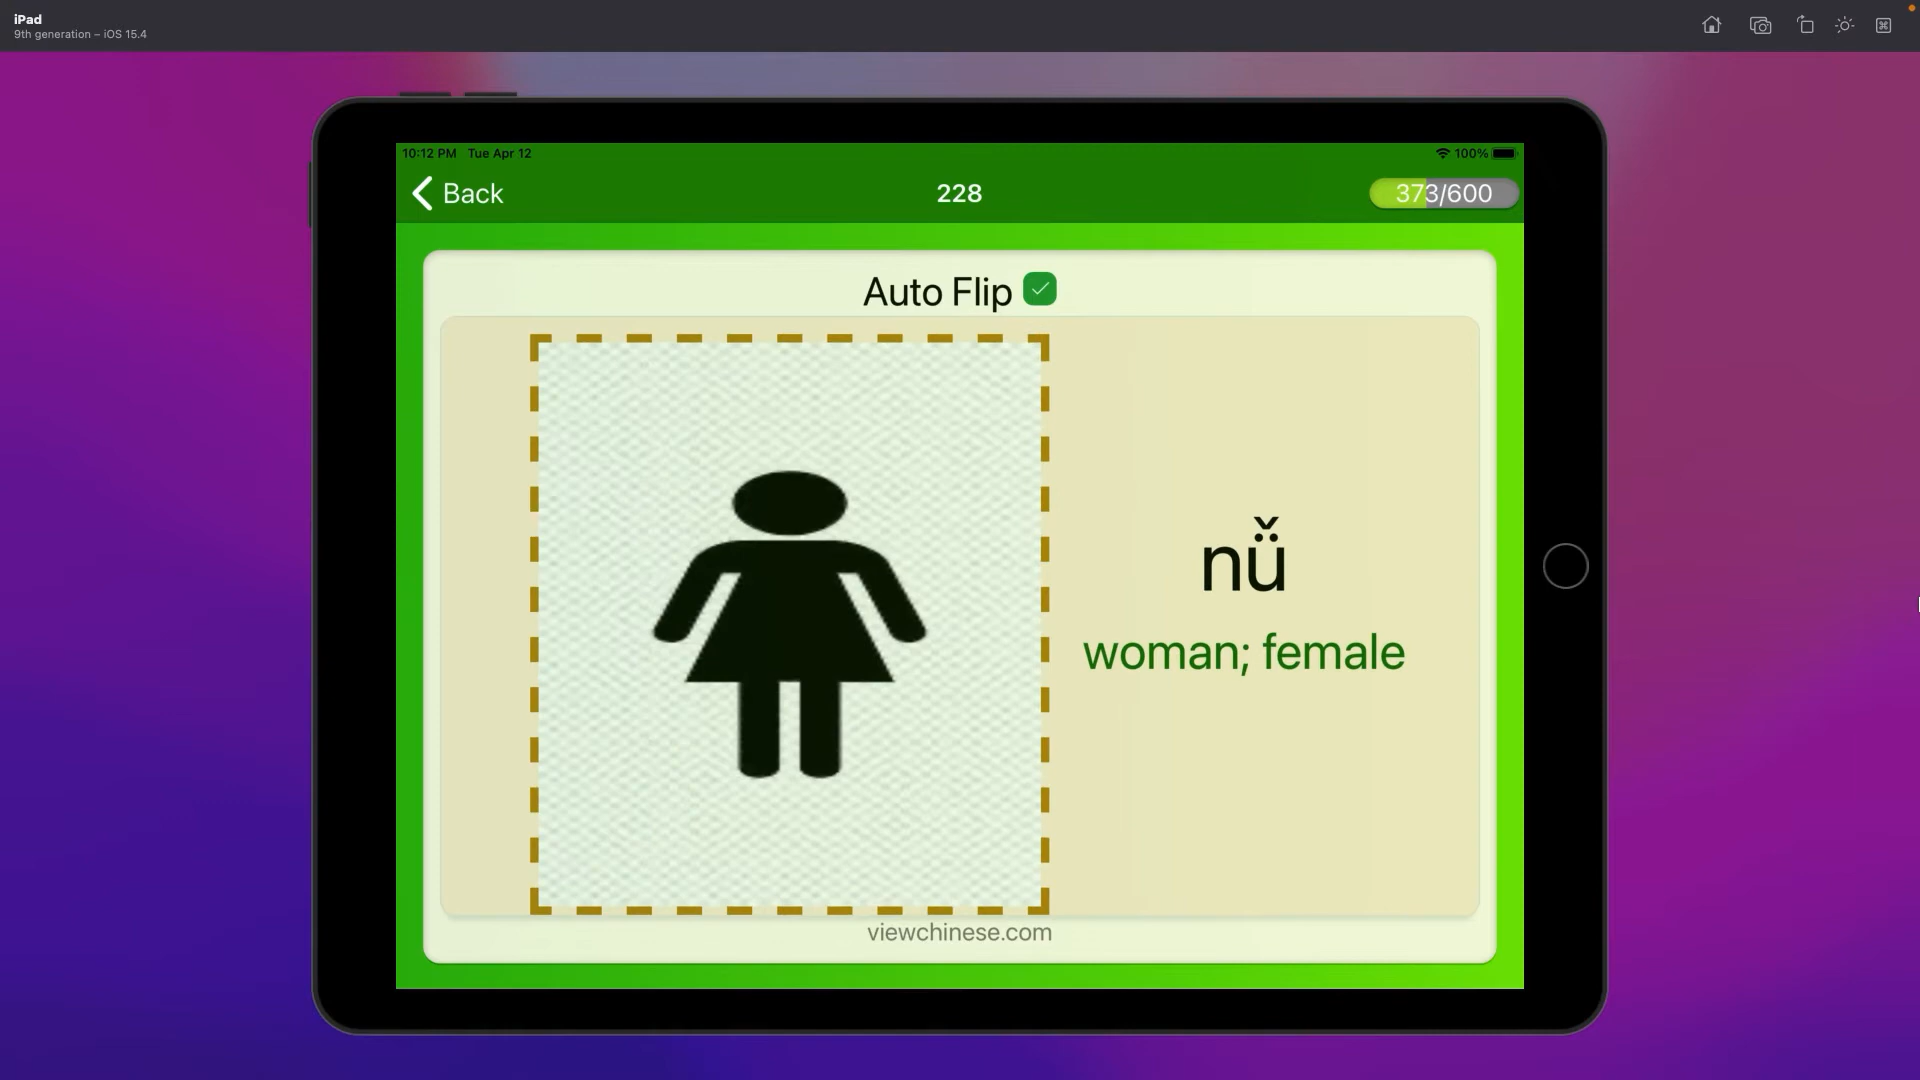 iPad
9th generation – iOS 15.4
10:12 PM Tue Apr 12
100%
Back
228
373/600
Auto Flip
nǚ
woman; female
viewchinese.com